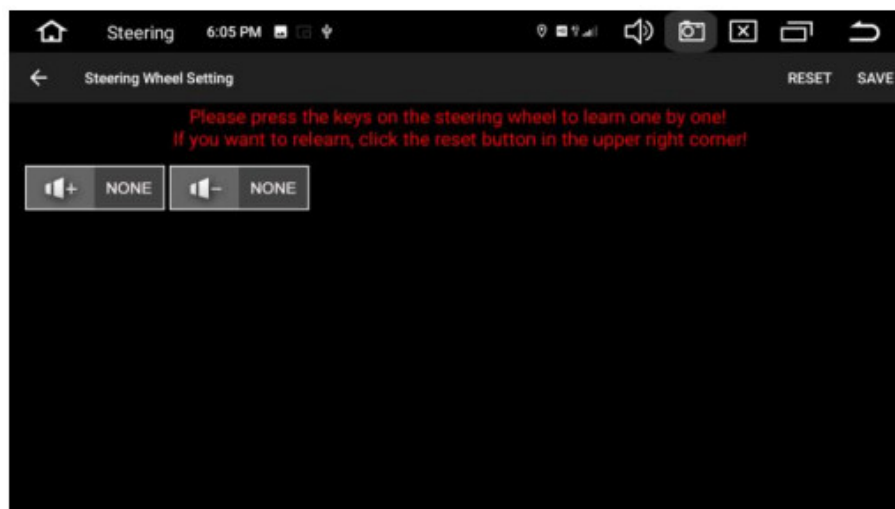 Steering 6:05 PM
Steering Wheel Setting RESET SAVE
Please press the keys on the steering wheel to learn one by one!
If you want to relearn, click the reset button in the upper right corner!
+ NONE - NONE